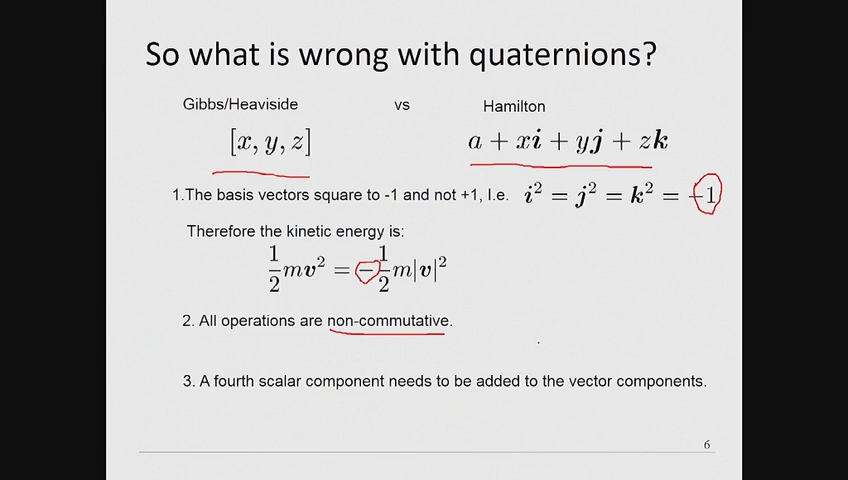 So what is wrong with quaternions?
Gibbs/Heaviside vs Hamilton
[x, y, z] a + xi + yj + zk
1.The basis vectors square to -1 and not +1, I.e. i² = j² = k² = −1
Therefore the kinetic energy is:
1/2 mv² = −1/2 m|v|²
2. All operations are non-commutative.
3. A fourth scalar component needs to be added to the vector components.
6